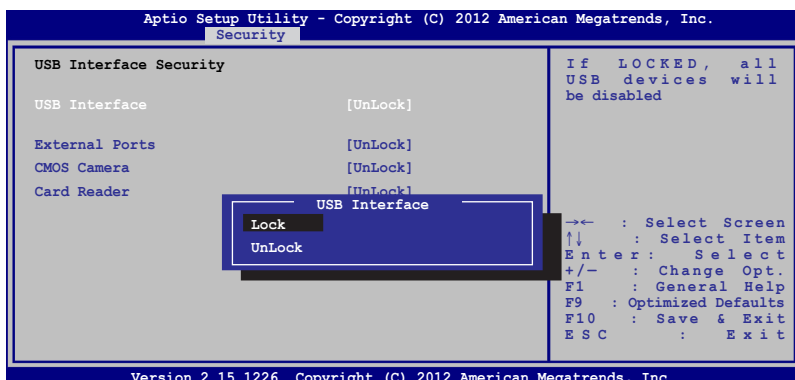 Aptio Setup Utility - Copyright (C) 2012 American Megatrends, Inc.
Security
USB Interface Security
USB Interface [UnLock]
External Ports [UnLock]
CMOS Camera [UnLock]
Card Reader [UnLock]
USB Interface
Lock
UnLock
If LOCKED, all
USB devices will
be disabled
→← : Select Screen
↑↓ : Select Item
Enter: Select
+/— : Change Opt.
F1 : General Help
F9 : Optimized Defaults
F10 : Save & Exit
ESC : Exit
Version 2.15.1226. Copyright (C) 2012 American Megatrends, Inc.